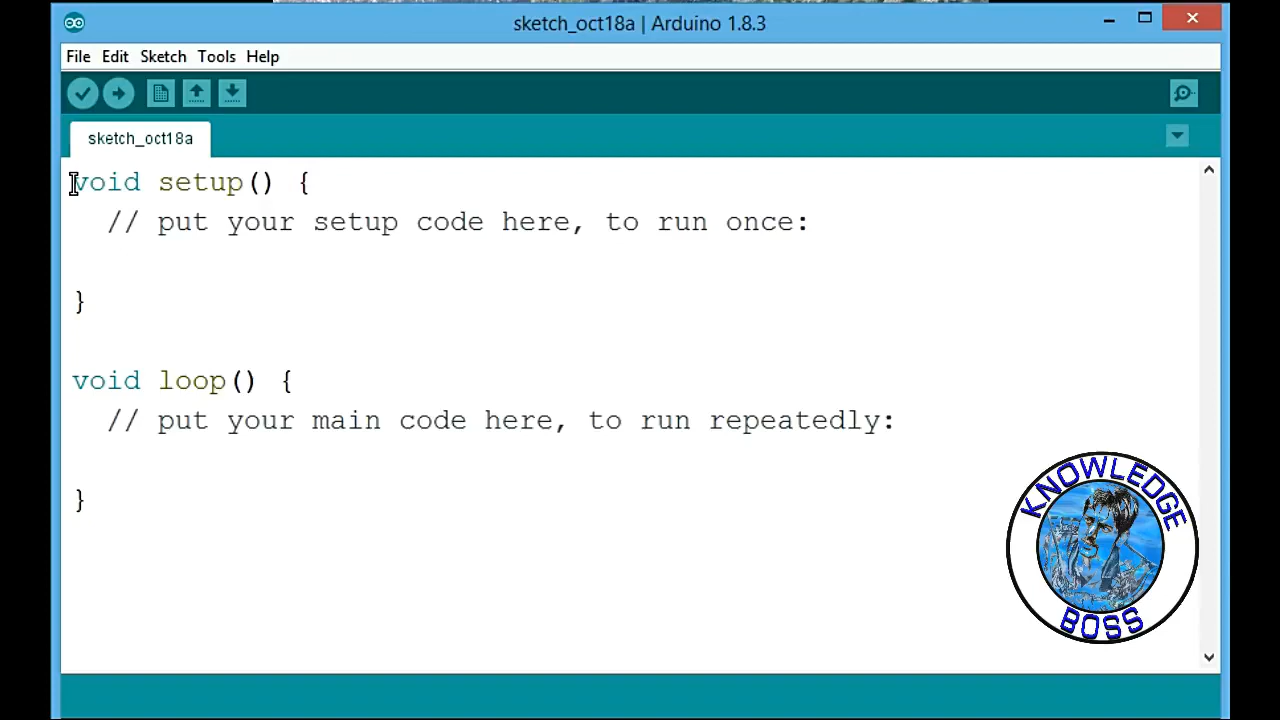 sketch_oct18a | Arduino 1.8.3
File Edit Sketch Tools Help
sketch_oct18a
void setup() {
  // put your setup code here, to run once:
}
void loop() {
  // put your main code here, to run repeatedly:
}
KNOWLEDGE
BOSS